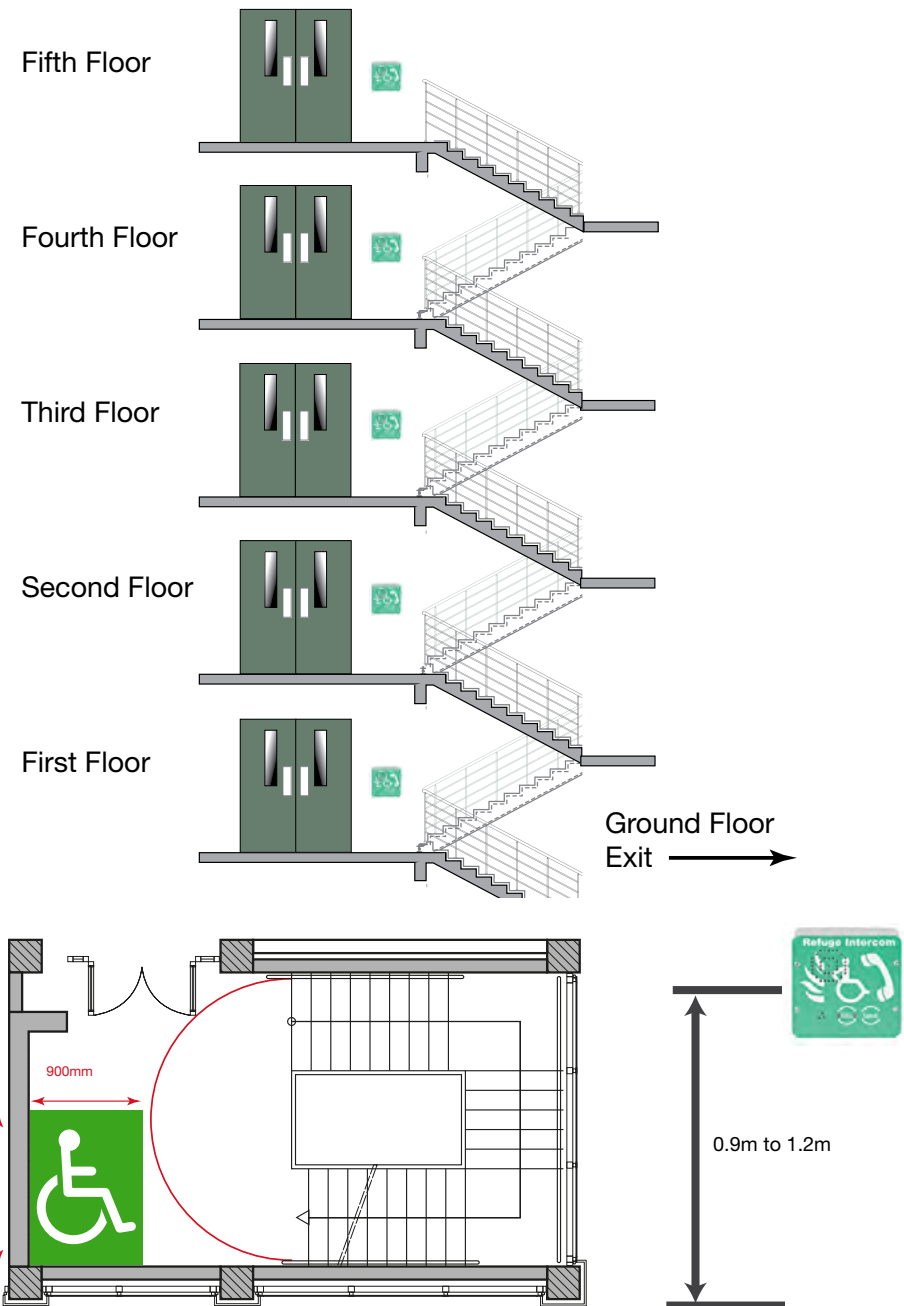 Fifth Floor
Fourth Floor
Third Floor
Second Floor
First Floor
Ground Floor
Exit
Refuge Intercom
900mm
0.9m to 1.2m